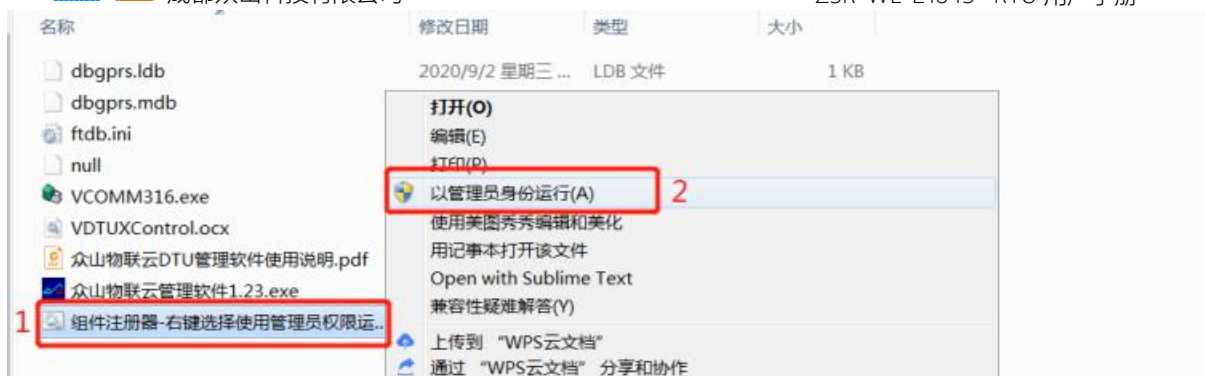 名称 修改日期 类型 大小
dbgprs.ldb 2020/9/2 星期三 ... LDB 文件 1 KB
dbgprs.mdb
ftdb.ini
null
VCOMM316.exe
VDTUXControl.ocx
众山物联云DTU管理软件使用说明.pdf
众山物联云管理软件1.23.exe
1 组件注册器-右键选择使用管理员权限运..
打开(O)
编辑(E)
打印(P)
以管理员身份运行(A) 2
使用美图秀秀编辑和美化
用记事本打开该文件
Open with Sublime Text
兼容性疑难解答(Y)
上传到 “WPS云文档”
通过 “WPS云文档” 分享和协作